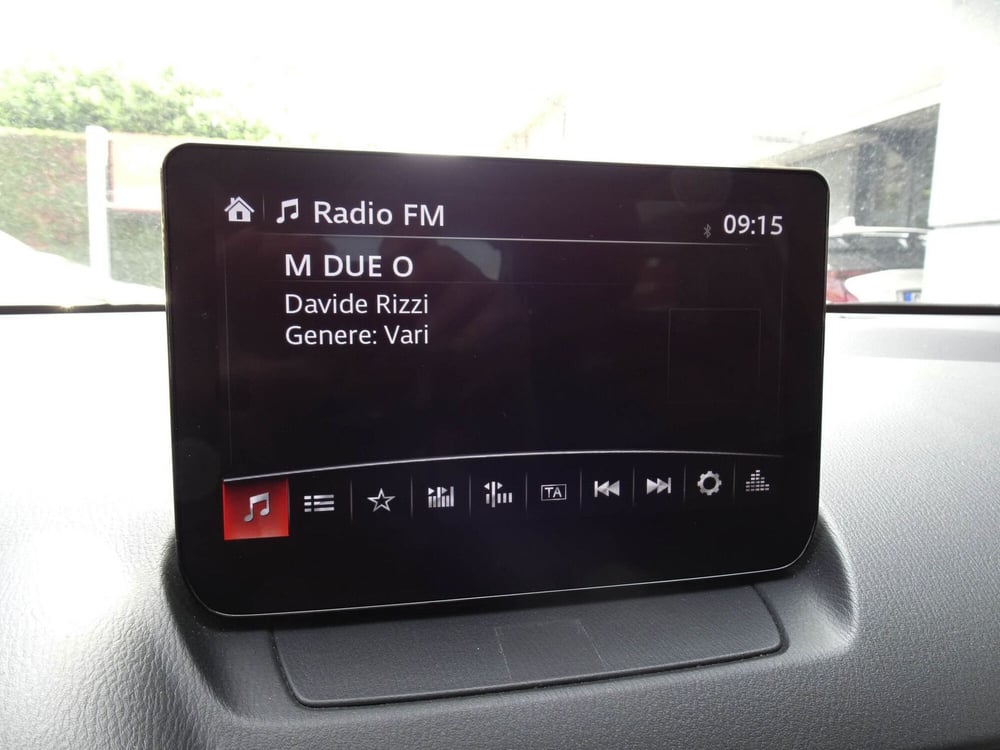 Radio FM
09:15
M DUE O
Davide Rizzi
Genere: Vari
TA